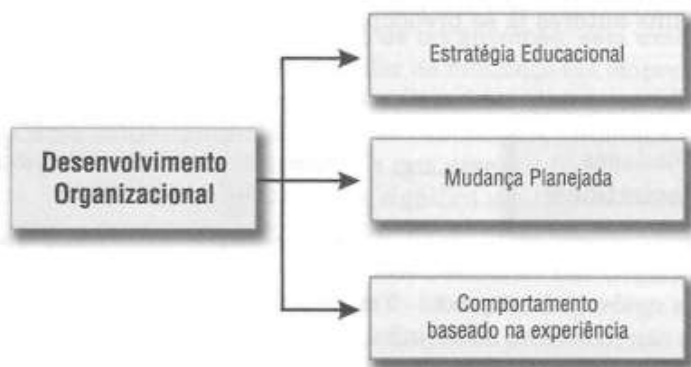 Estratégia Educacional
Desenvolvimento
Organizacional
Mudança Planejada
Comportamento
baseado na experiência